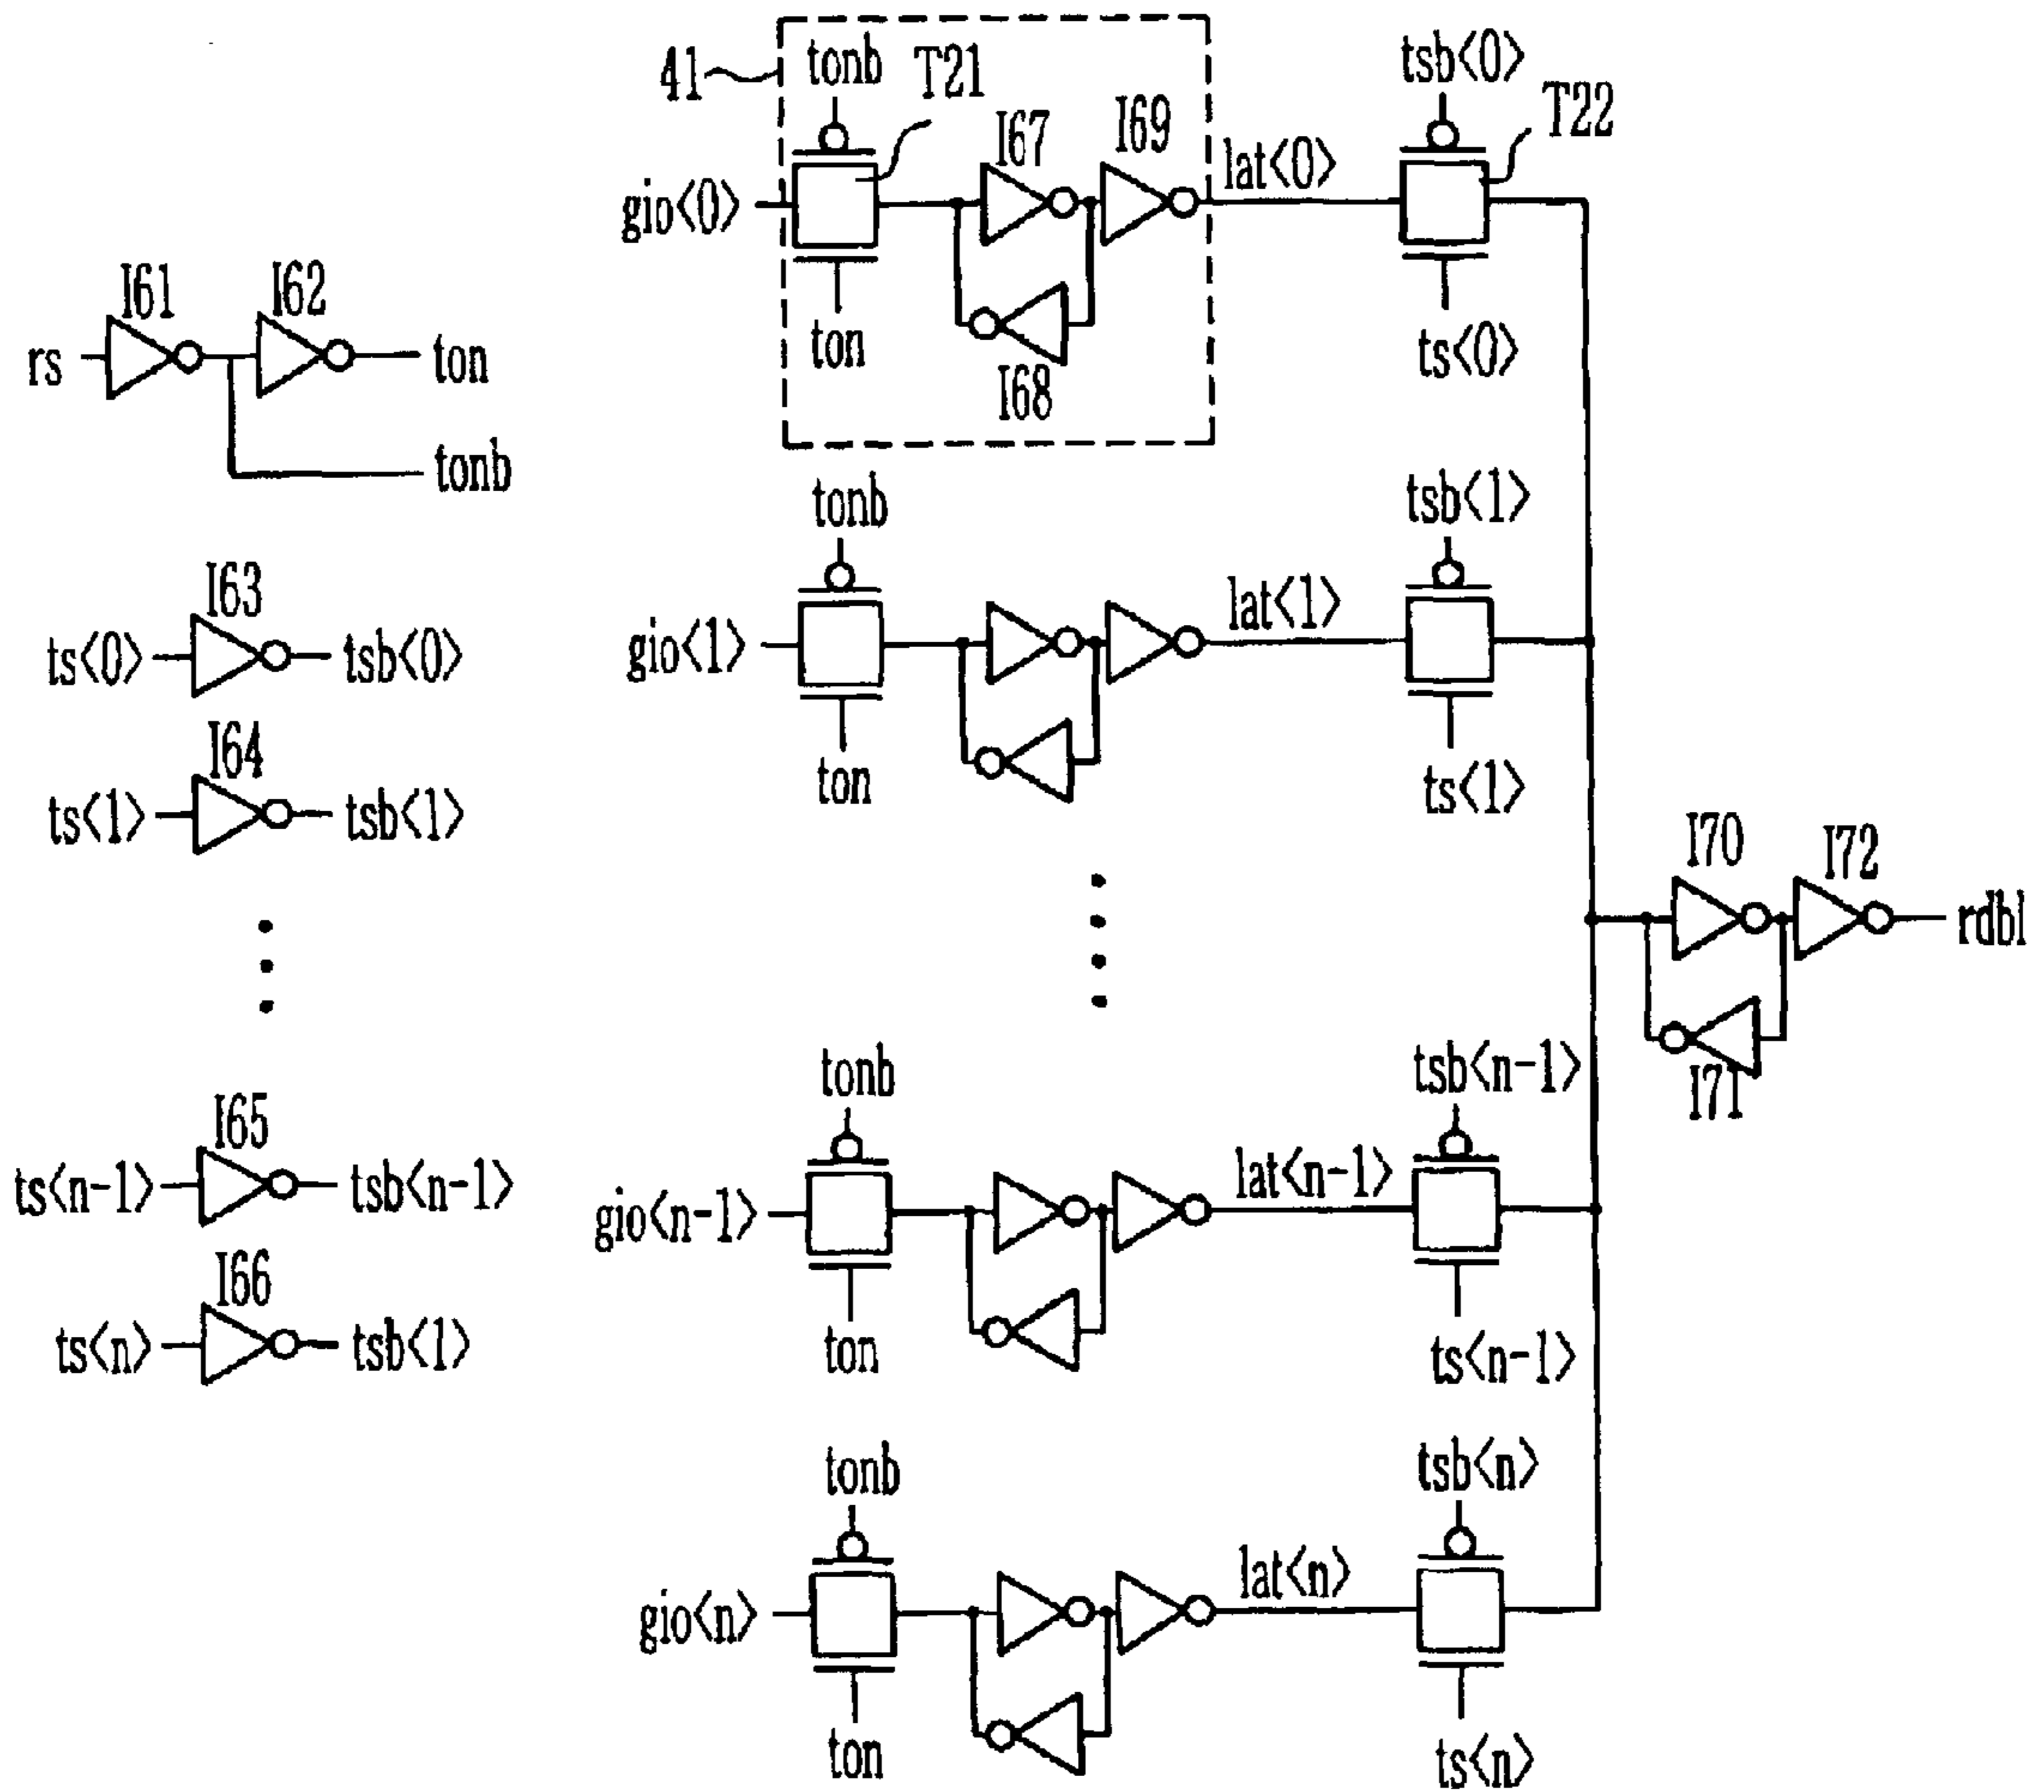 41
tonb
T21
I67
I69
gio<0>
ton
I68
lat<0>
tsb<0>
T22
ts<0>
rs
I61
I62
ton
tonb
ts<0>
I63
tsb<0>
ts<1>
I64
tsb<1>
ts<n-1>
I65
tsb<n-1>
ts<n>
I66
tsb<1>
tonb
gio<1>
ton
lat<1>
tsb<1>
ts<1>
I70
I72
rdbl
I71
tonb
gio<n-1>
ton
lat<n-1>
tsb<n-1>
ts<n-1>
tonb
gio<n>
ton
lat<n>
tsb<n>
ts<n>